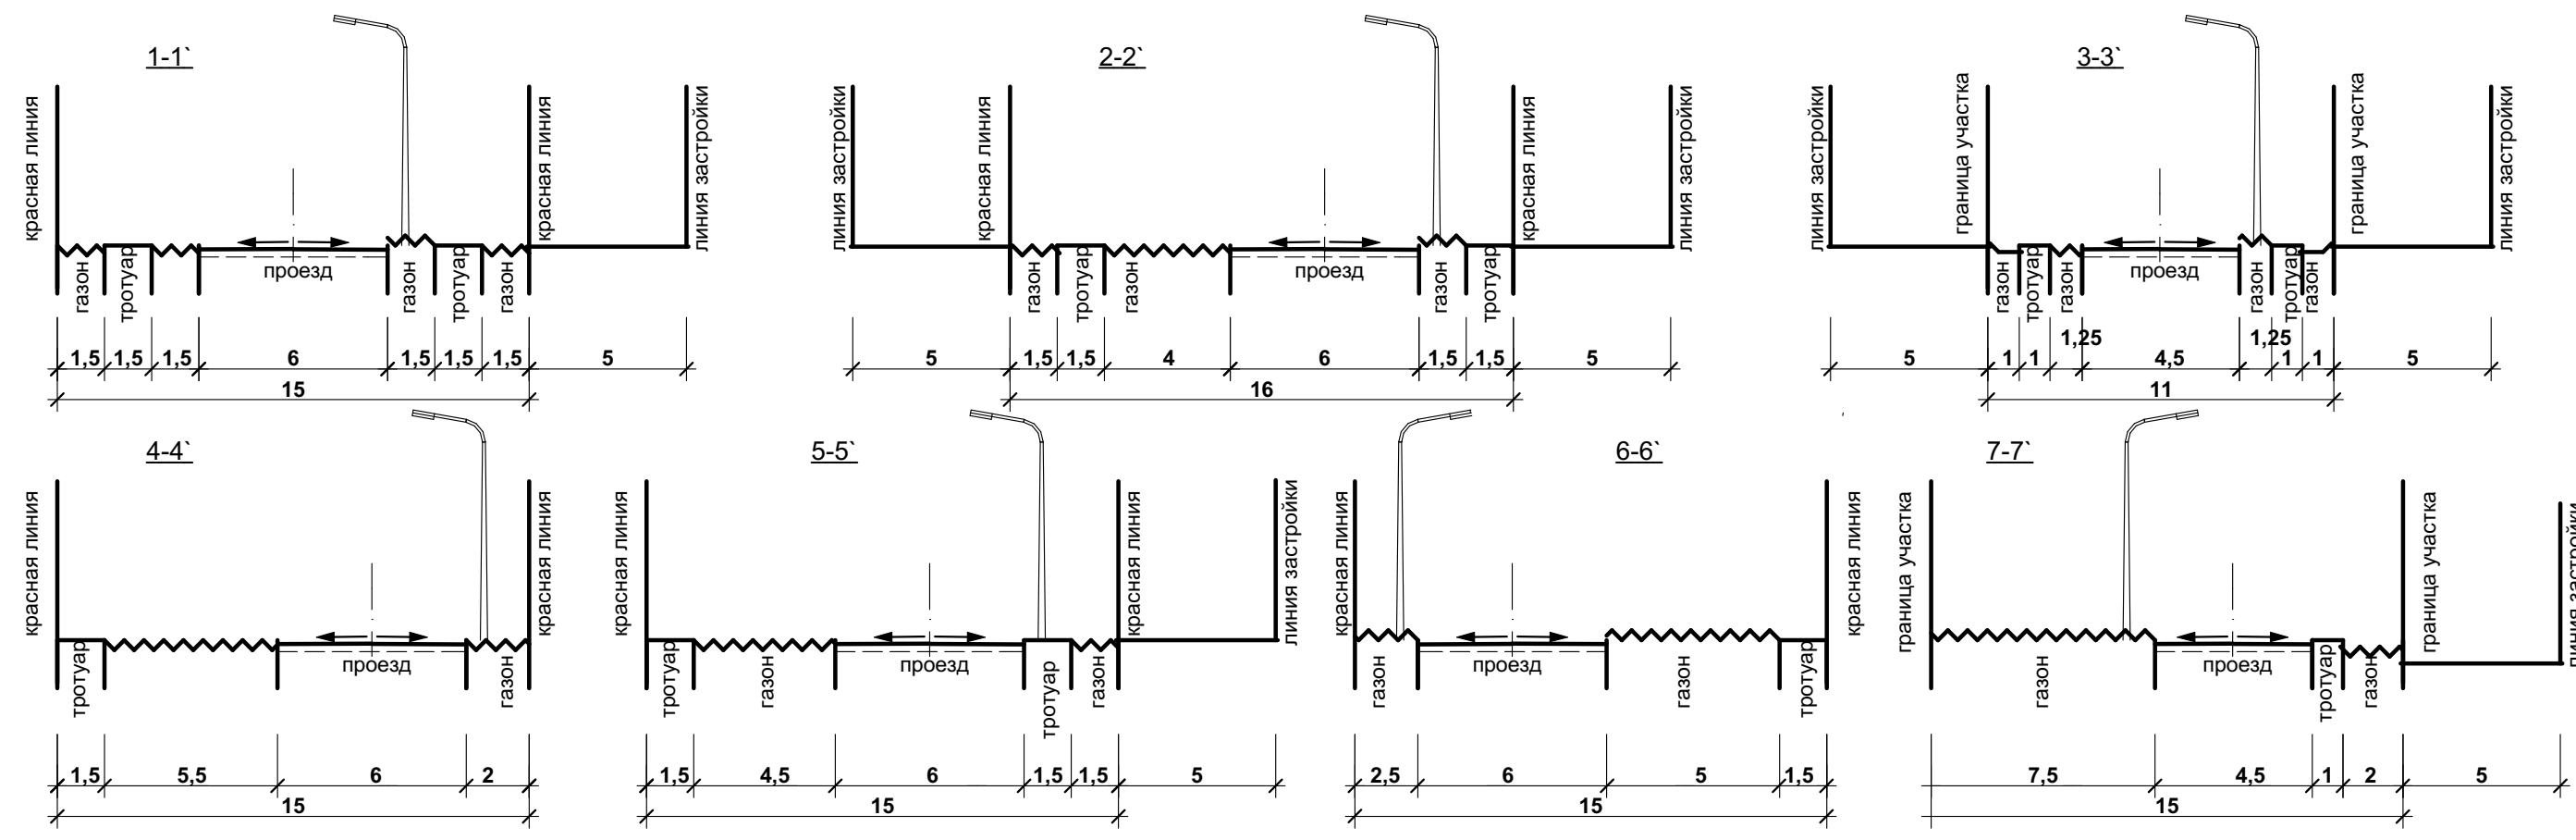 1-1`
красная линия
красная линия
линия застройки
проезд
газон
тротуар
газон
тротуар
газон
1,5
1,5
1,5
6
1,5
1,5
1,5
5
15
2-2`
линия застройки
красная линия
красная линия
линия застройки
проезд
газон
тротуар
газон
газон
тротуар
5
1,5
1,5
4
6
1,5
1,5
5
16
3-3`
линия застройки
граница участка
граница участка
линия застройки
проезд
газон
тротуар
газон
газон
тротуар
газон
5
1
1
1,25
4,5
1,25
1
1
5
11
4-4`
красная линия
красная линия
проезд
тротуар
газон
1,5
5,5
6
2
15
5-5`
красная линия
красная линия
линия застройки
проезд
тротуар
газон
тротуар
газон
1,5
4,5
6
1,5
1,5
5
15
6-6`
красная линия
красная линия
проезд
газон
газон
тротуар
2,5
6
5
1,5
15
7-7`
граница участка
граница участка
линия застройки
проезд
газон
тротуар
газон
7,5
4,5
1
2
5
15